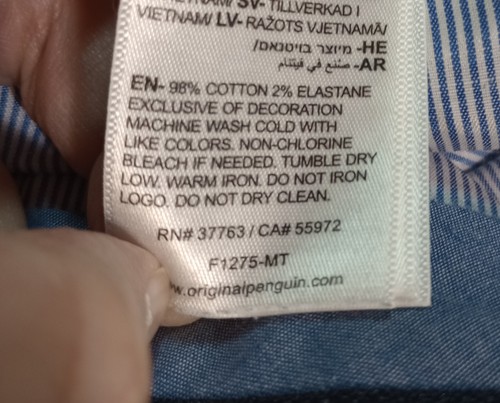 VIETNAM/ SV- TILLVERKAD I
VIETNAM/ LV- RAŽOTS VJETNAMĀ/
HE- מיוצר בויטנאם/
AR- صنع في فيتنام
EN- 98% COTTON 2% ELASTANE
EXCLUSIVE OF DECORATION
MACHINE WASH COLD WITH
LIKE COLORS. NON-CHLORINE
BLEACH IF NEEDED. TUMBLE DRY
LOW. WARM IRON. DO NOT IRON
LOGO. DO NOT DRY CLEAN.
RN# 37763 / CA# 55972
F1275-MT
w.originalpenguin.com